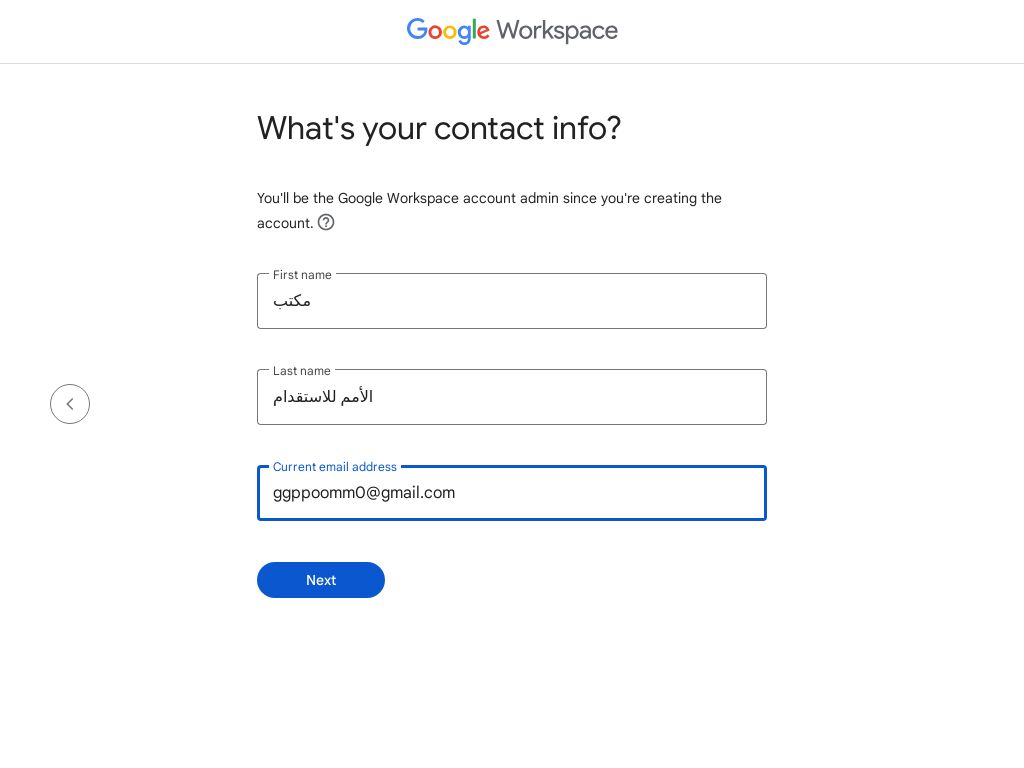 Google Workspace
What's your contact info?
You'll be the Google Workspace account admin since you're creating the
account.
First name
مكتب
Last name
الأمم للاستقدام
Current email address
ggppoomm0@gmail.com
Next